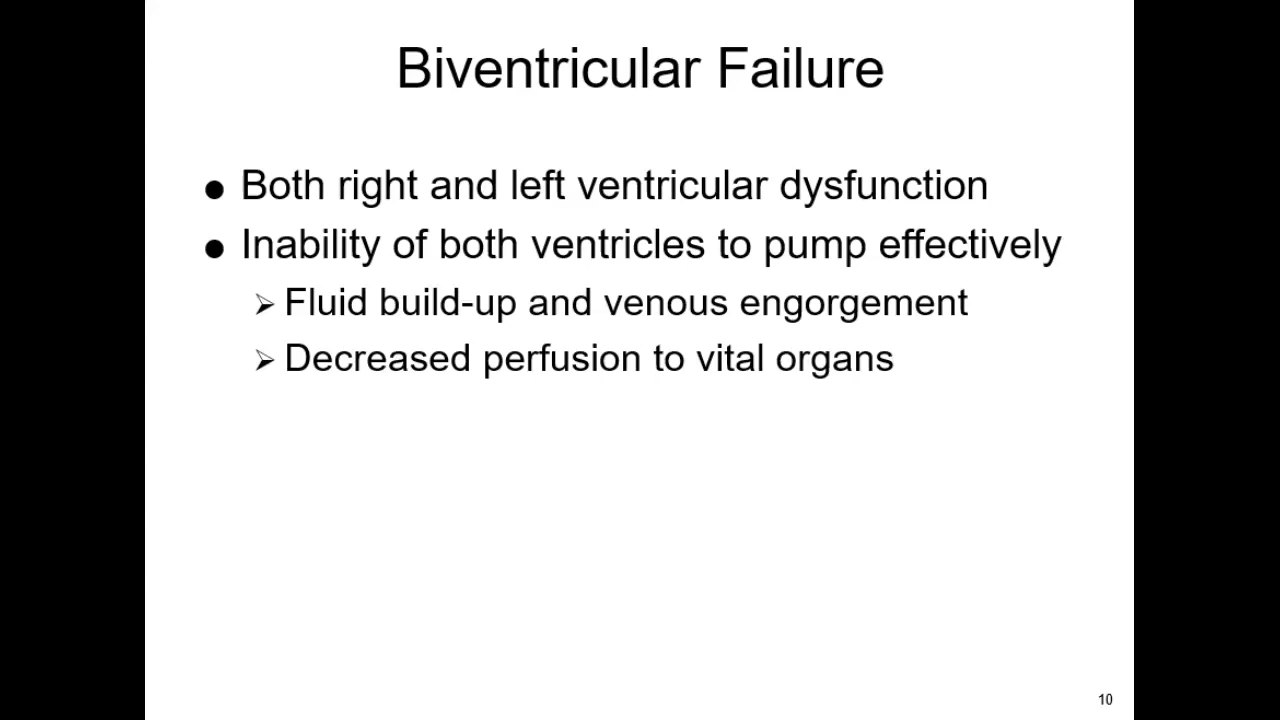 Biventricular Failure
● Both right and left ventricular dysfunction
● Inability of both ventricles to pump effectively
➢ Fluid build-up and venous engorgement
➢ Decreased perfusion to vital organs
10